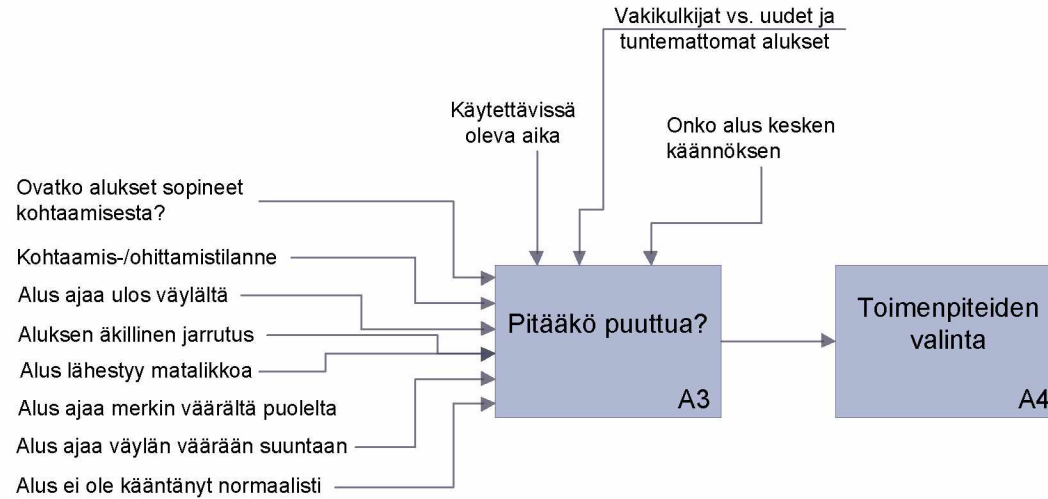 Vakikulkijat vs. uudet ja
tuntemattomat alukset
Käytettävissä
oleva aika
Onko alus kesken
käännöksen
Ovatko alukset sopineet
kohtaamisesta?
Kohtaamis-/ohittamistilanne
Alus ajaa ulos väylältä
Aluksen äkillinen jarrutus
Alus lähestyy matalikkoa
Alus ajaa merkin väärältä puolelta
Alus ajaa väylän väärään suuntaan
Alus ei ole kääntänyt normaalisti
Pitääkö puuttua?
A3
Toimenpiteiden
valinta
A4